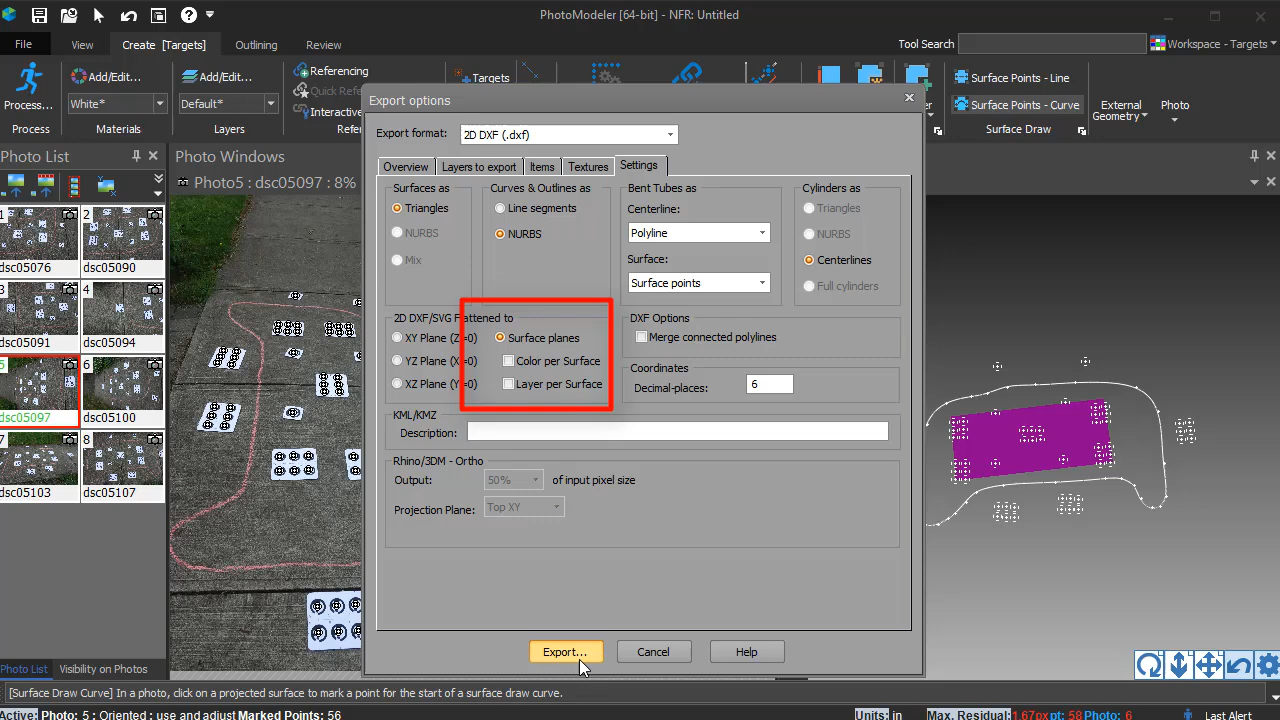 PhotoModeler [64-bit] - NFR: Untitled
File
View
Create [Targets]
Outlining
Review
Tool Search
Workspace - Targets
Process...
Process
Add/Edit...
White*
Materials
Add/Edit...
Default*
Layers
Referencing
Interactive
Targets
Surface Points - Line
Surface Points - Curve
Surface Draw
External
Geometry
Photo
Photo List
Photo Windows
Photo5 : dsc05097 : 8%
1
dsc05076
2
dsc05090
3
dsc05091
4
dsc05094
5
dsc05097
6
dsc05100
7
dsc05103
8
dsc05107
Photo List
Visibility on Photos
Export options
Export format:
2D DXF (.dxf)
Overview
Layers to export
Items
Textures
Settings
Surfaces as
Triangles
NURBS
Mix
Curves & Outlines as
Line segments
NURBS
Bent Tubes as
Centerline:
Polyline
Surface:
Surface points
Cylinders as
Triangles
NURBS
Centerlines
Full cylinders
2D DXF/SVG Flattened to
XY Plane (Z=0)
YZ Plane (X=0)
XZ Plane (Y=0)
Surface planes
Color per Surface
Layer per Surface
DXF Options
Merge connected polylines
Coordinates
Decimal-places:
6
KML/KMZ
Description:
Rhino/3DM - Ortho
Output:
50%
of input pixel size
Projection Plane:
Top XY
Export...
Cancel
Help
[Surface Draw Curve] In a photo, click on a projected surface to mark a point for the start of a surface draw curve.
Active: Photo: 5 : Oriented : use and adjust Marked Points: 56
Units: in
Max. Residual: 1.67px pt: 58 Photo: 6
Last Alert